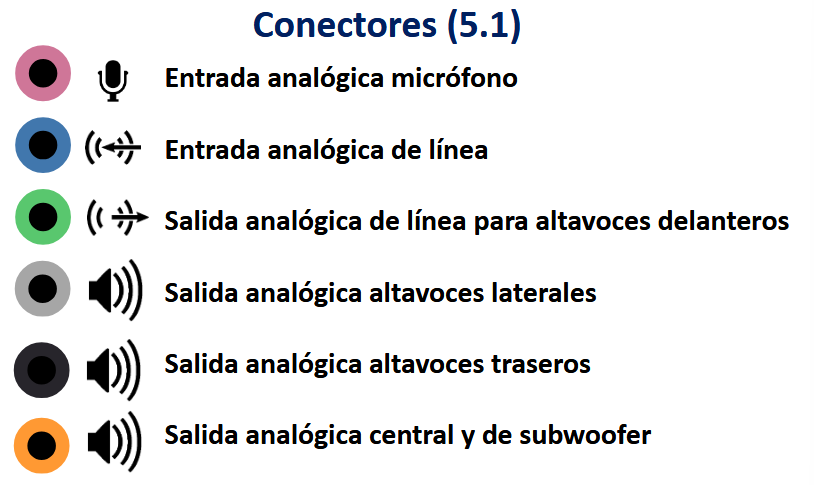 Conectores (5.1)
Entrada analógica micrófono
Entrada analógica de línea
Salida analógica de línea para altavoces delanteros
Salida analógica altavoces laterales
Salida analógica altavoces traseros
Salida analógica central y de subwoofer